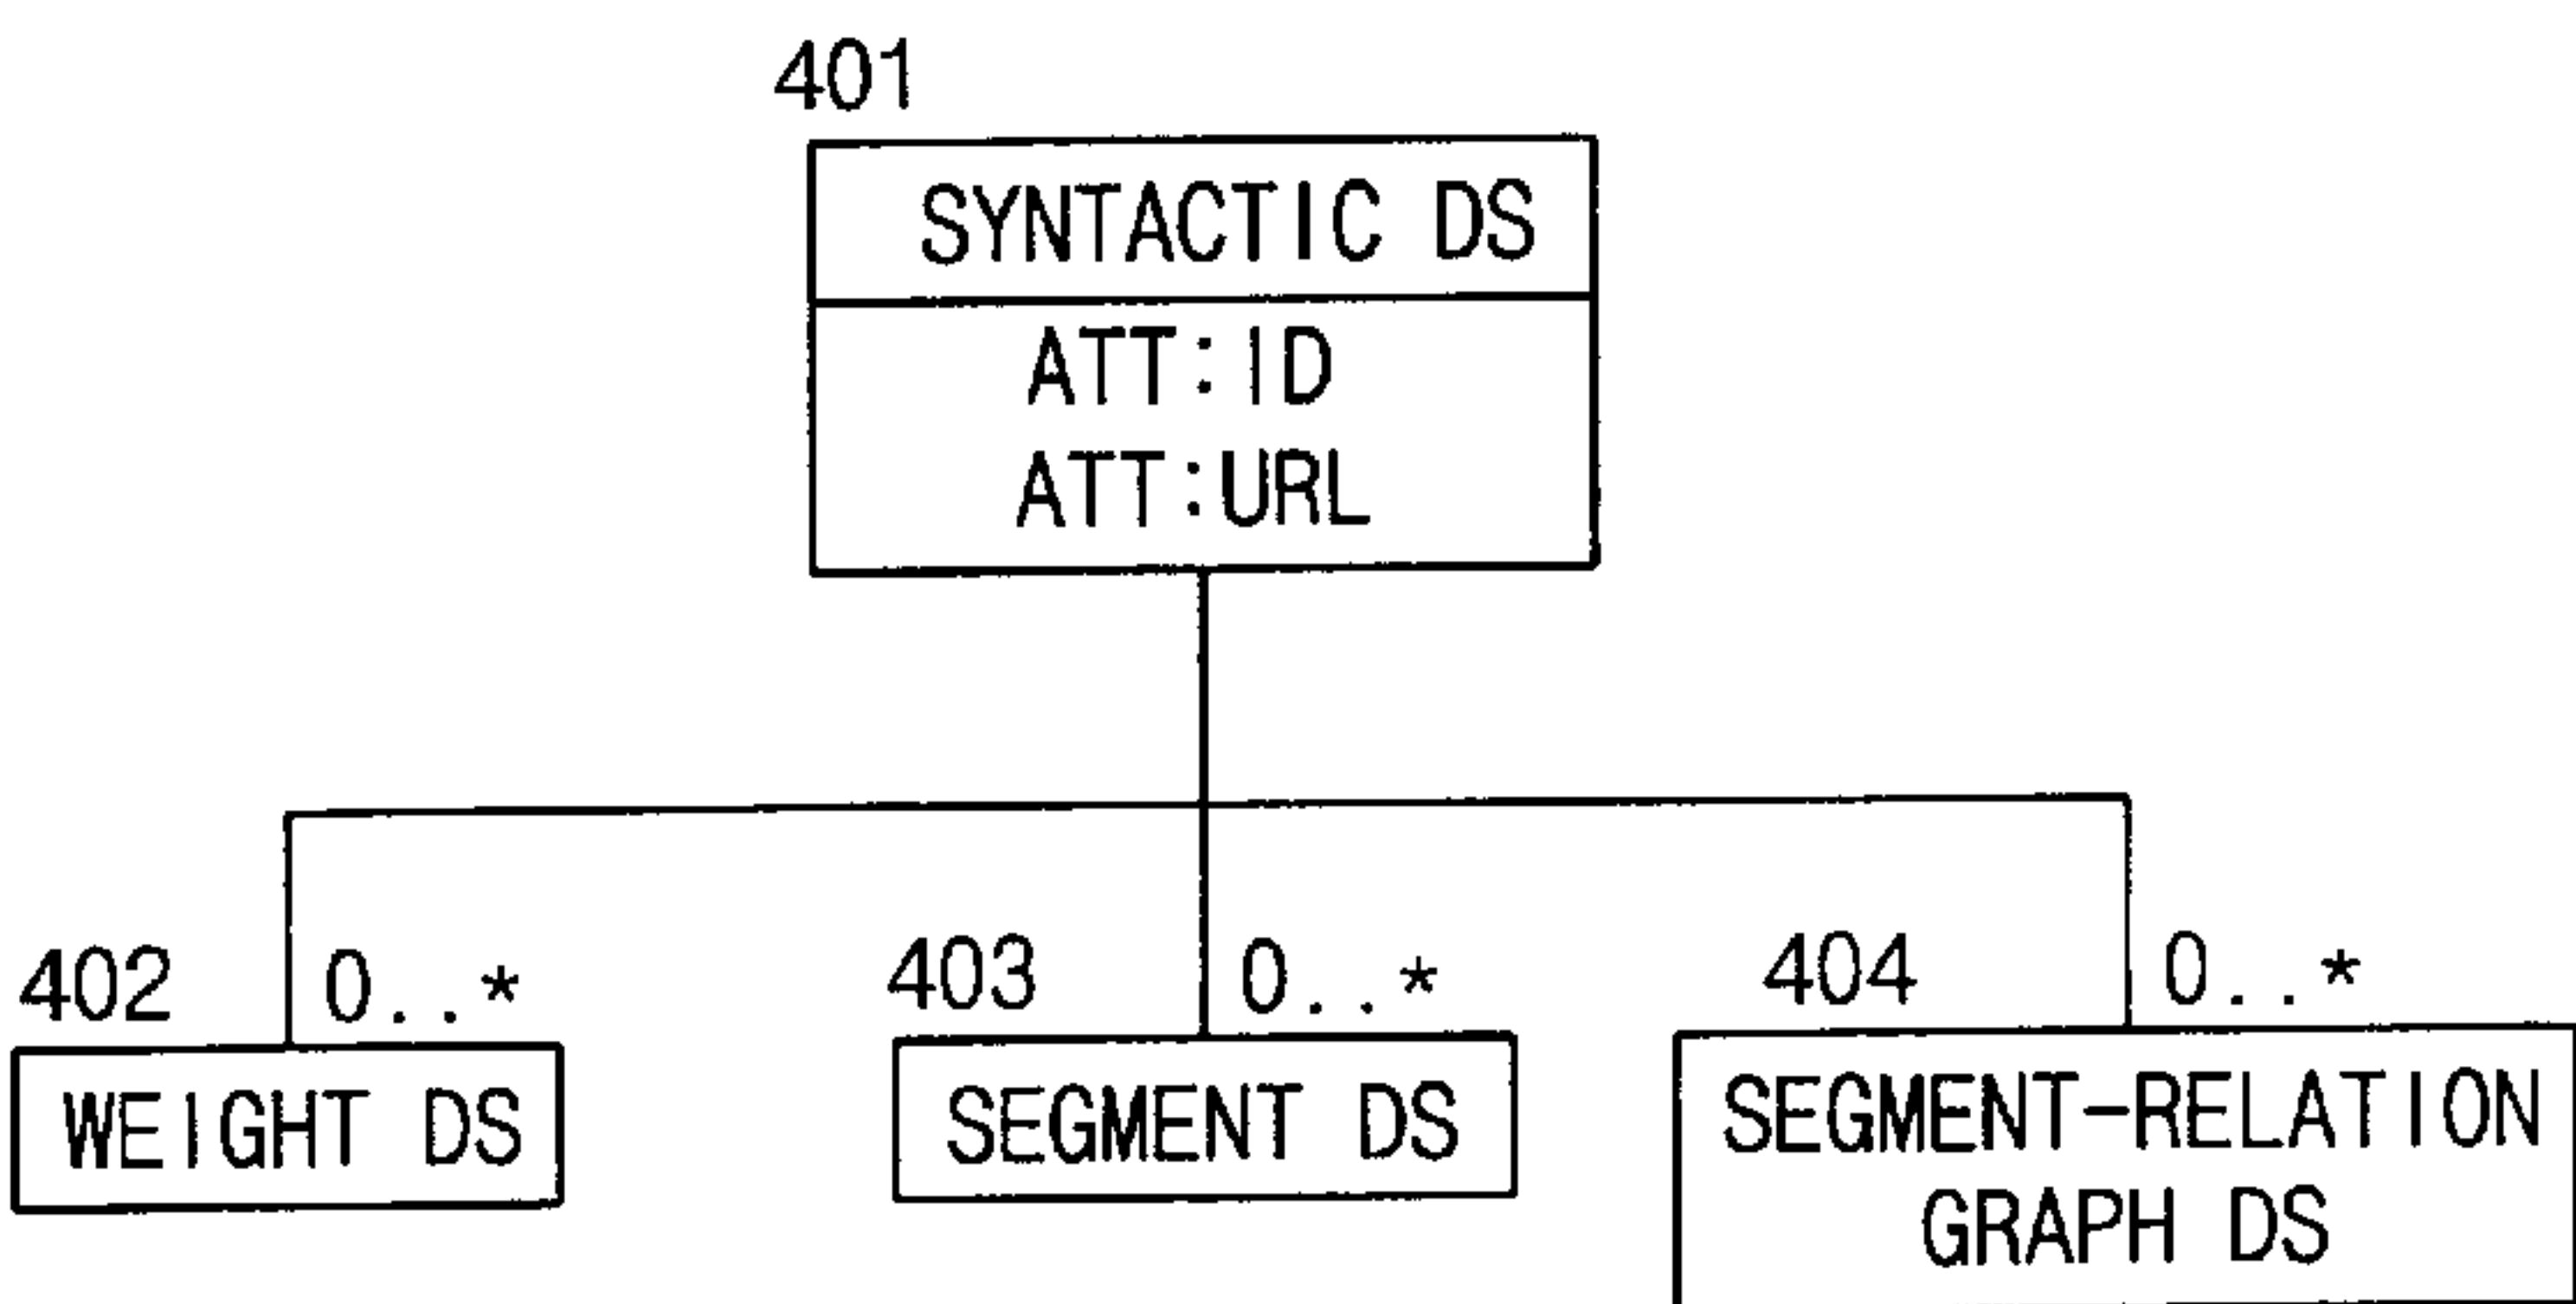 401
SYNTACTIC DS
ATT:ID
ATT:URL
402 0..*
403 0..*
404 0..*
WEIGHT DS
SEGMENT DS
SEGMENT-RELATION
GRAPH DS